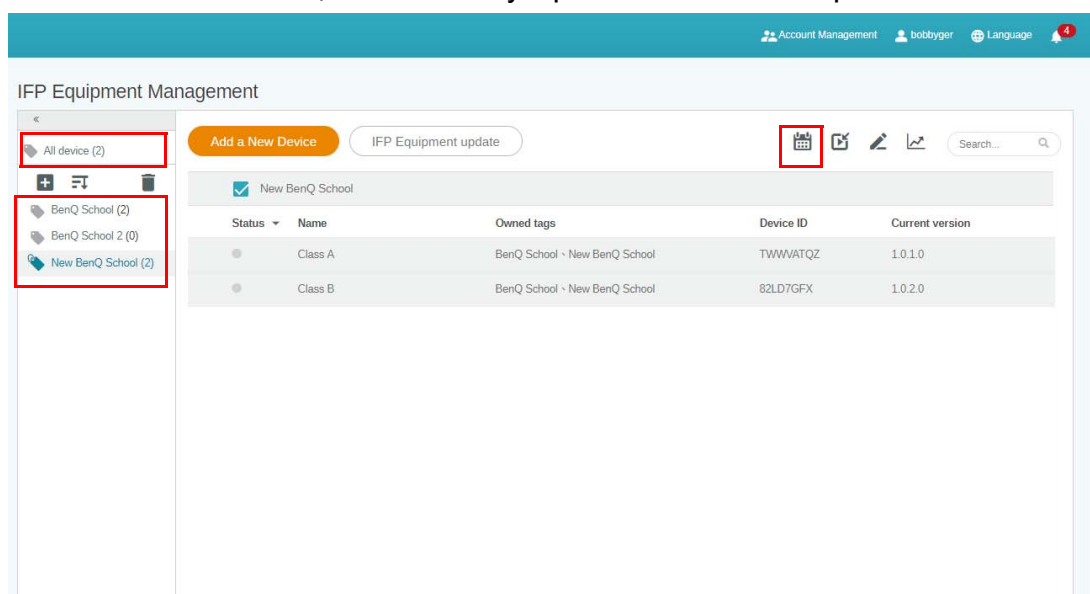 Account Management bobbyger Language 4
IFP Equipment Management
«
All device (2)
Add a New Device IFP Equipment update Search...
BenQ School (2)
BenQ School 2 (0)
New BenQ School (2)
New BenQ School
Status Name Owned tags Device ID Current version
Class A BenQ School、New BenQ School TWWVATQZ 1.0.1.0
Class B BenQ School、New BenQ School 82LD7GFX 1.0.2.0